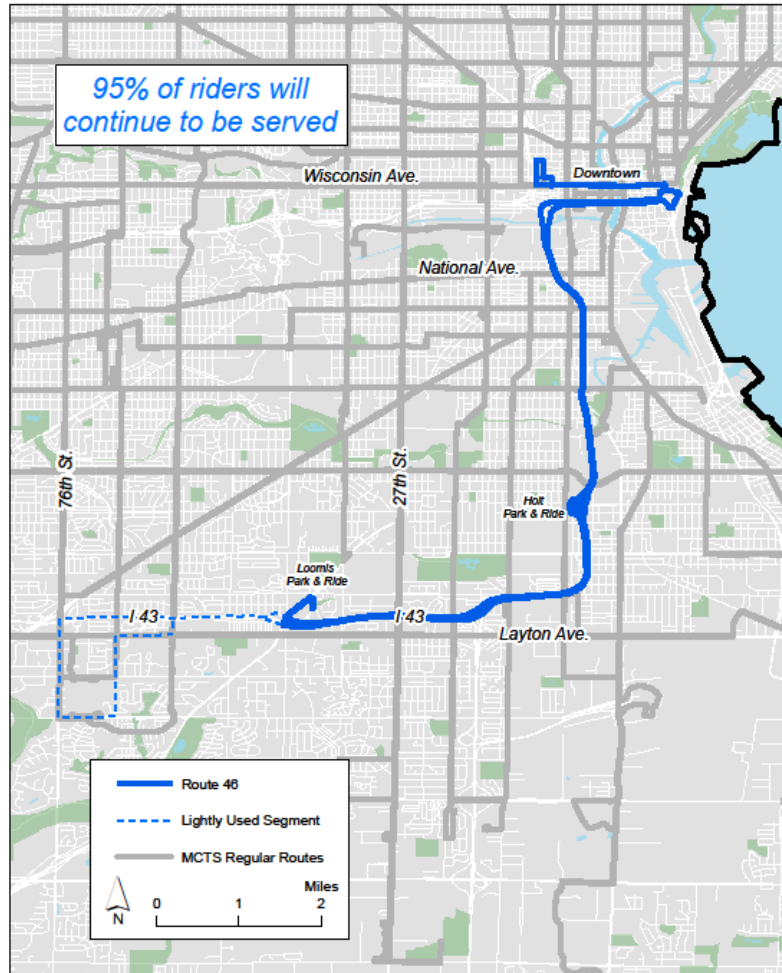 95% of riders will
continue to be served
Wisconsin Ave.
Downtown
National Ave.
76th St.
27th St.
Holt
Park & Ride
Loomis
Park & Ride
I 43
I 43
Layton Ave.
Route 46
Lightly Used Segment
MCTS Regular Routes
Miles
N
0 1 2